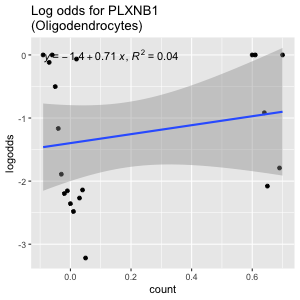 Log odds for PLXNB1
(Oligodendrocytes)
y = − 1.4 + 0.71 x, R² = 0.04
0
-1
-2
-3
logodds
0.0 0.2 0.4 0.6
count